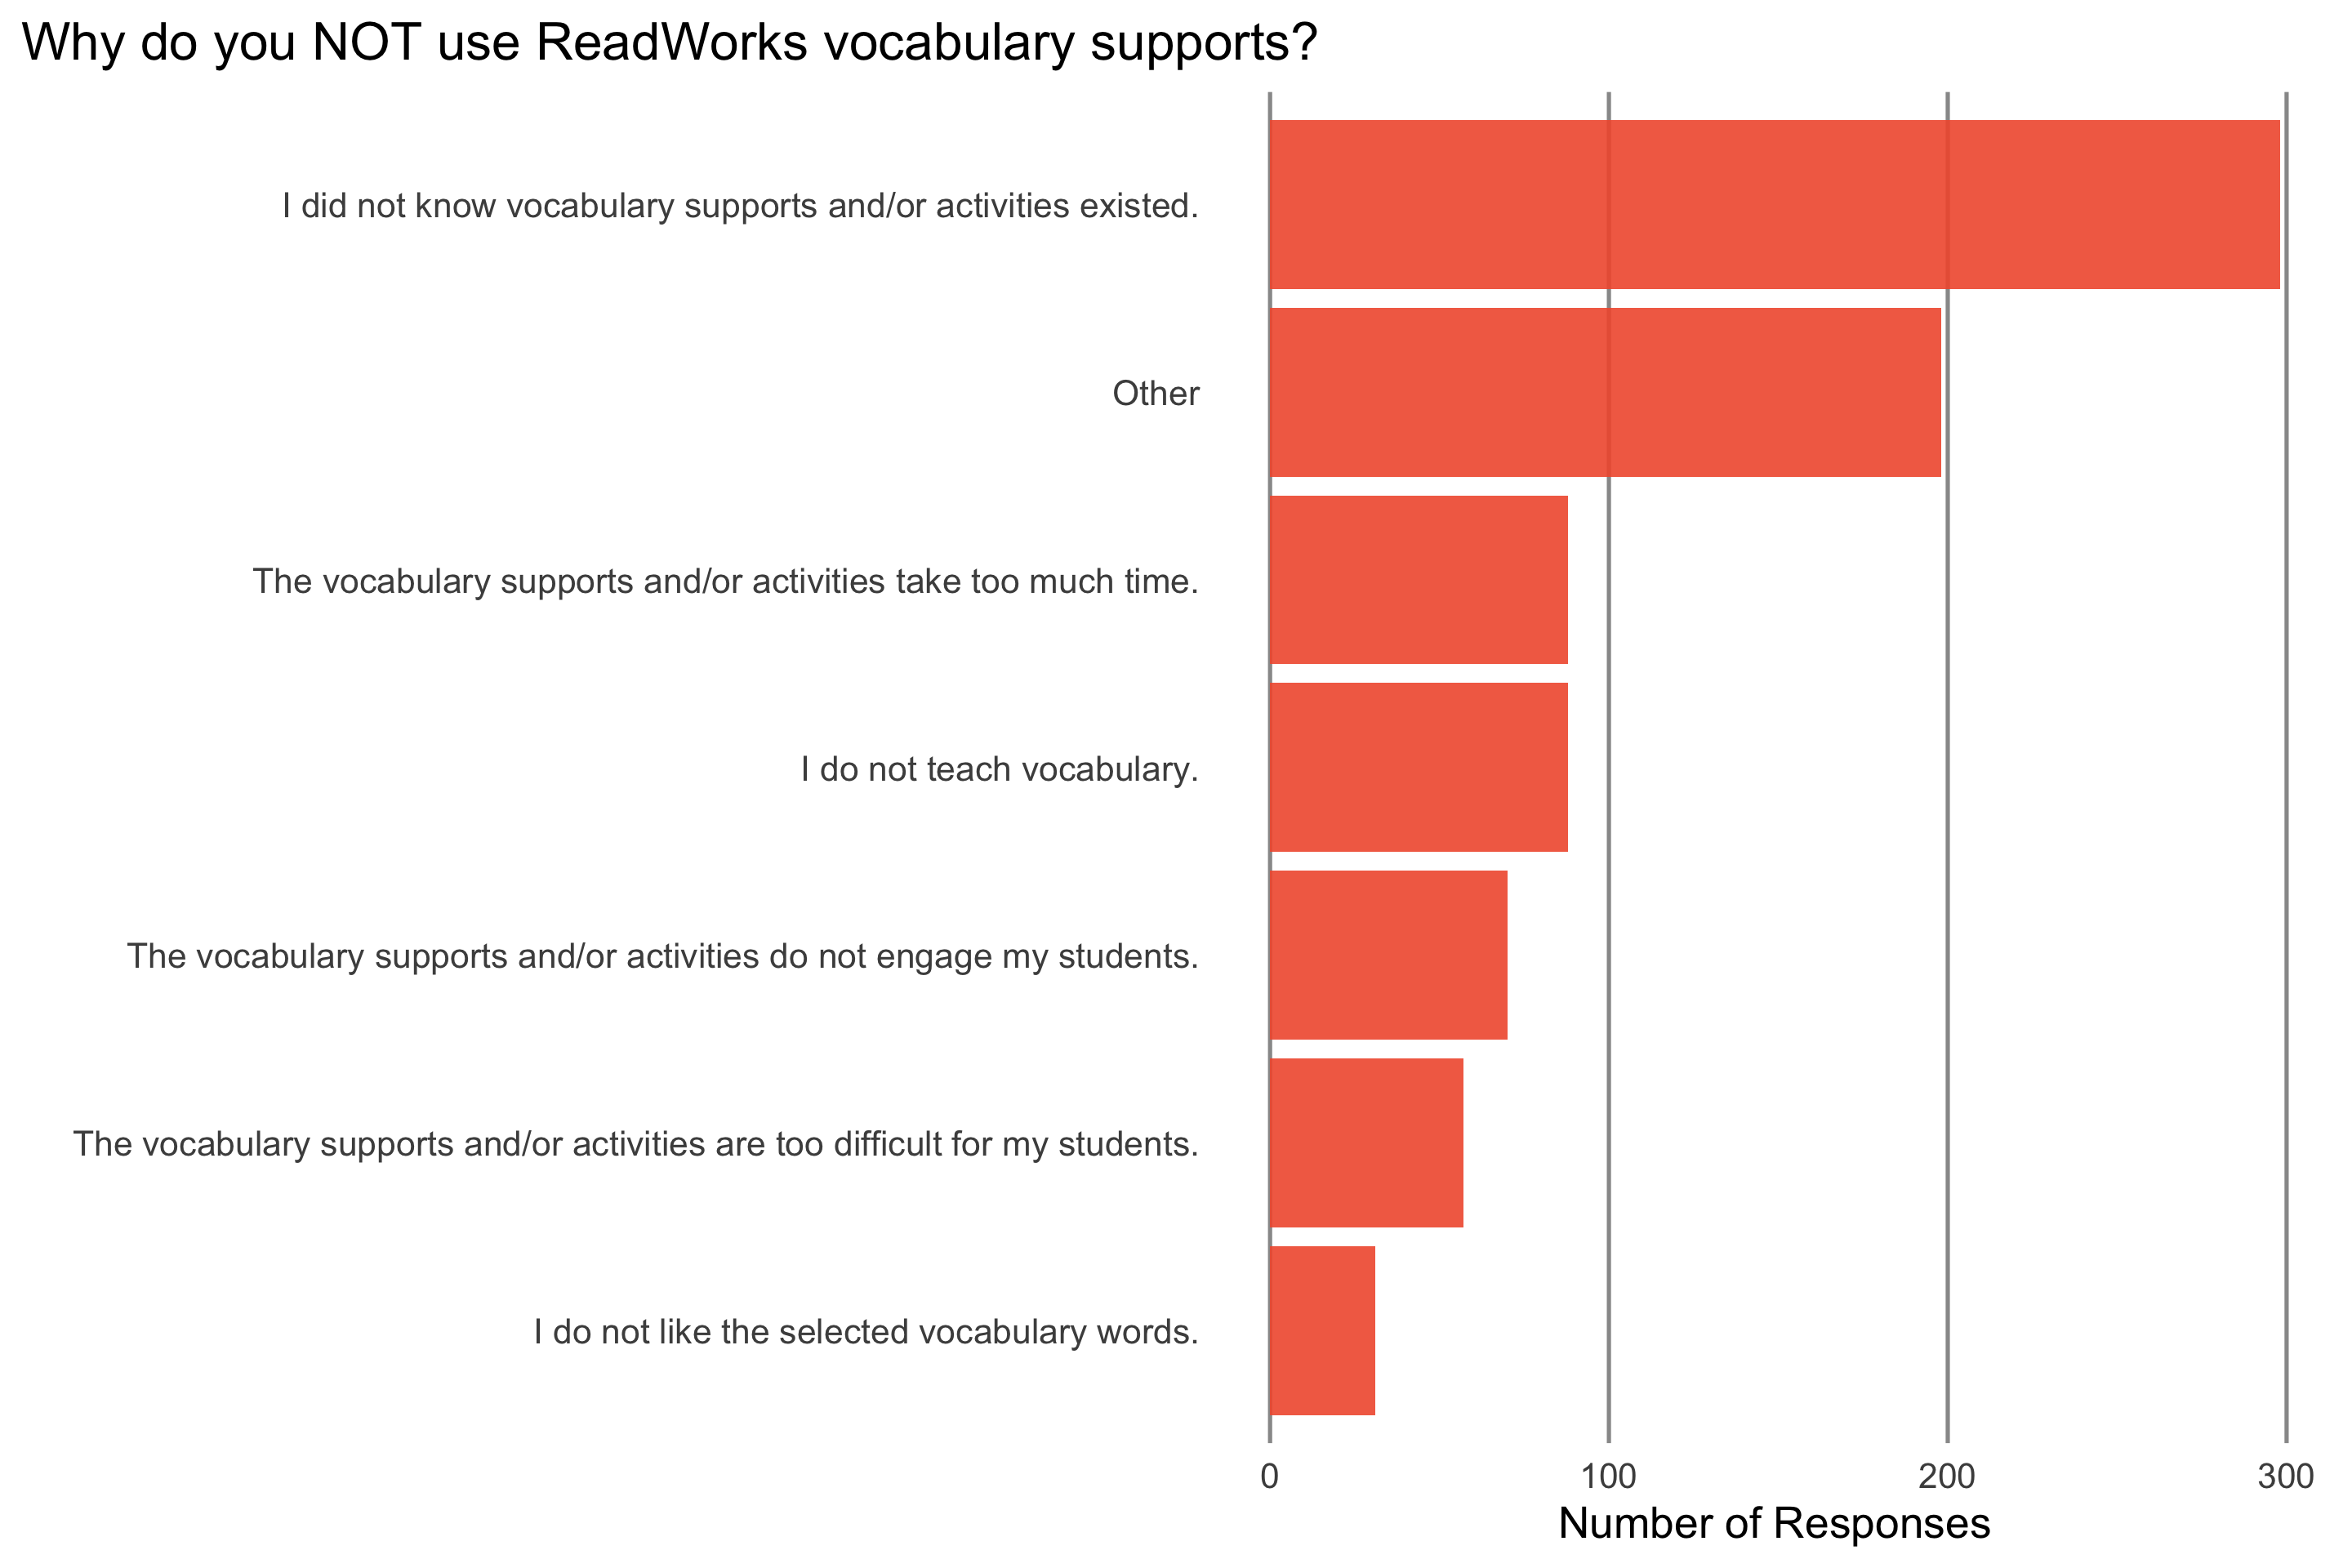 Why do you NOT use ReadWorks vocabulary supports?
I did not know vocabulary supports and/or activities existed.
Other
The vocabulary supports and/or activities take too much time.
I do not teach vocabulary.
The vocabulary supports and/or activities do not engage my students.
The vocabulary supports and/or activities are too difficult for my students.
I do not like the selected vocabulary words.
0 100 200 300
Number of Responses